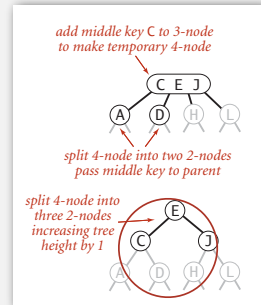 add middle key C to 3-node
to make temporary 4-node
C E J
A D H L
split 4-node into two 2-nodes
pass middle key to parent
split 4-node into
three 2-nodes
increasing tree
height by 1
E
C J
A D H L